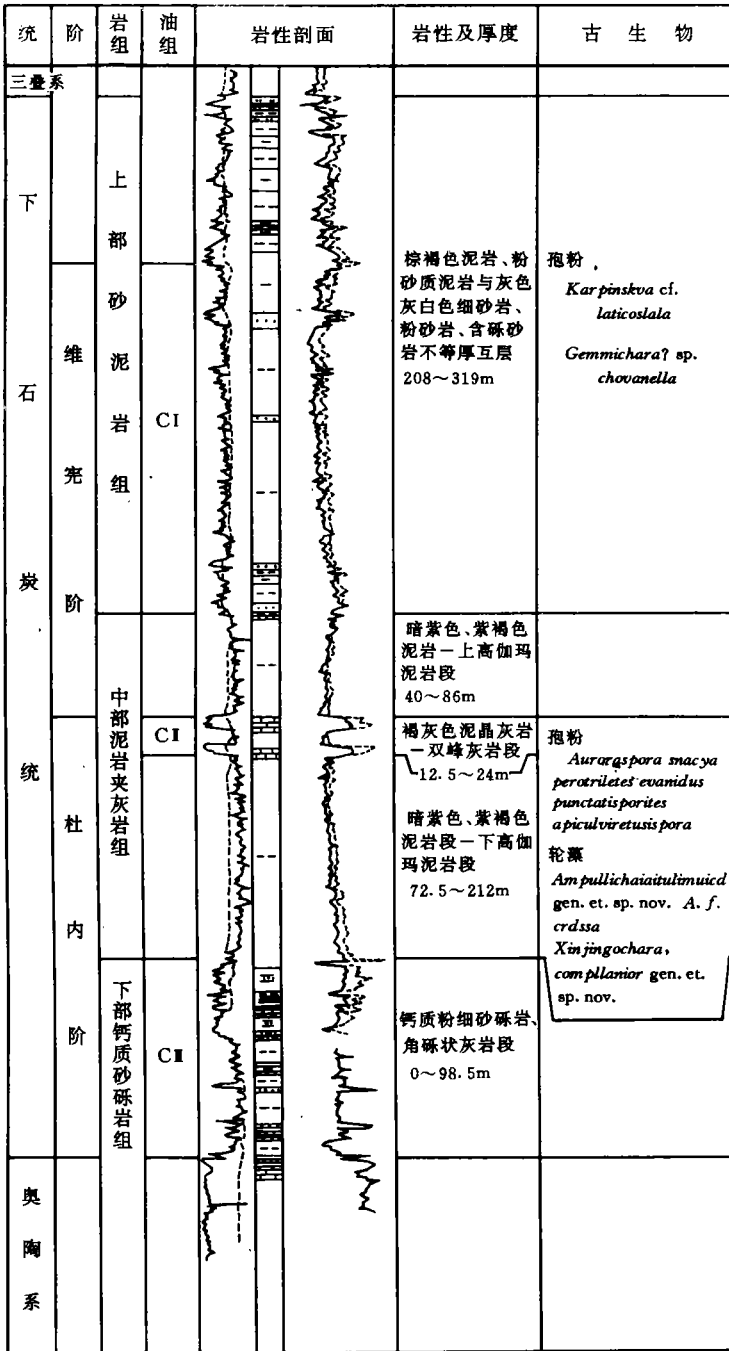 统
阶
岩组
油组
岩性剖面
岩性及厚度
古生物
三叠系
下石炭统
维宪阶
杜内阶
奥陶系
上部砂泥岩组
中部泥岩夹灰岩组
下部钙质砂砾岩组
CⅠ
CⅡ
CⅢ
棕褐色泥岩、粉
砂质泥岩与灰色
灰白色细砂岩、
粉砂岩、含砾砂
岩不等厚互层
208~319m
暗紫色、紫褐色
泥岩-上高伽玛
泥岩段
40~86m
褐灰色泥晶灰岩
-双峰灰岩段
12.5~24m
暗紫色、紫褐色
泥岩段-下高伽
玛泥岩段
72.5~212m
钙质粉细砂砾岩、
角砾状灰岩段
0~98.5m
孢粉
Karpinskva cf.
laticoslala
Gemmichara? sp.
chovanella
孢粉
Auroraspora snacya
perotriletes evanidus
punctatisporites
apiculviretusispora
轮藻
Ampullichaiaitulimuicd
gen. et. sp. nov. A. f.
crdssa
Xinjingochara,
compllanior gen. et.
sp. nov.